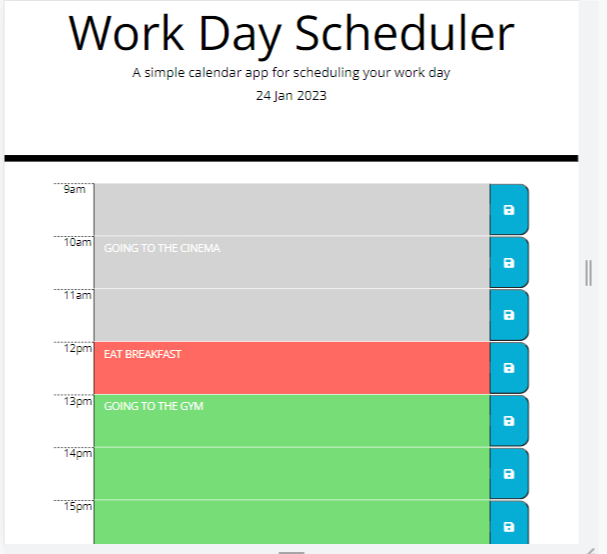 Work Day Scheduler
A simple calendar app for scheduling your work day
24 Jan 2023
9am
10am GOING TO THE CINEMA
11am
12pm EAT BREAKFAST
13pm GOING TO THE GYM
14pm
15pm